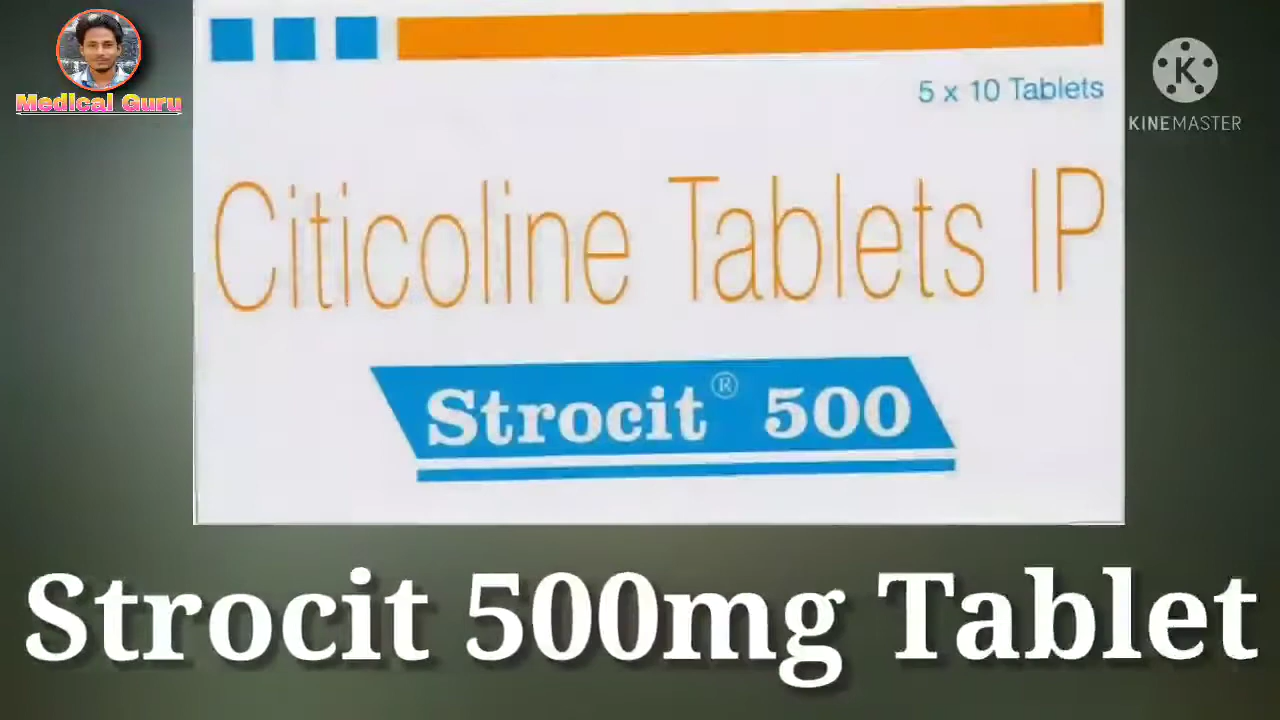 Medical Guru
K
KINEMASTER
5 x 10 Tablets
Citicoline Tablets IP
Strocit® 500
Strocit 500mg Tablet